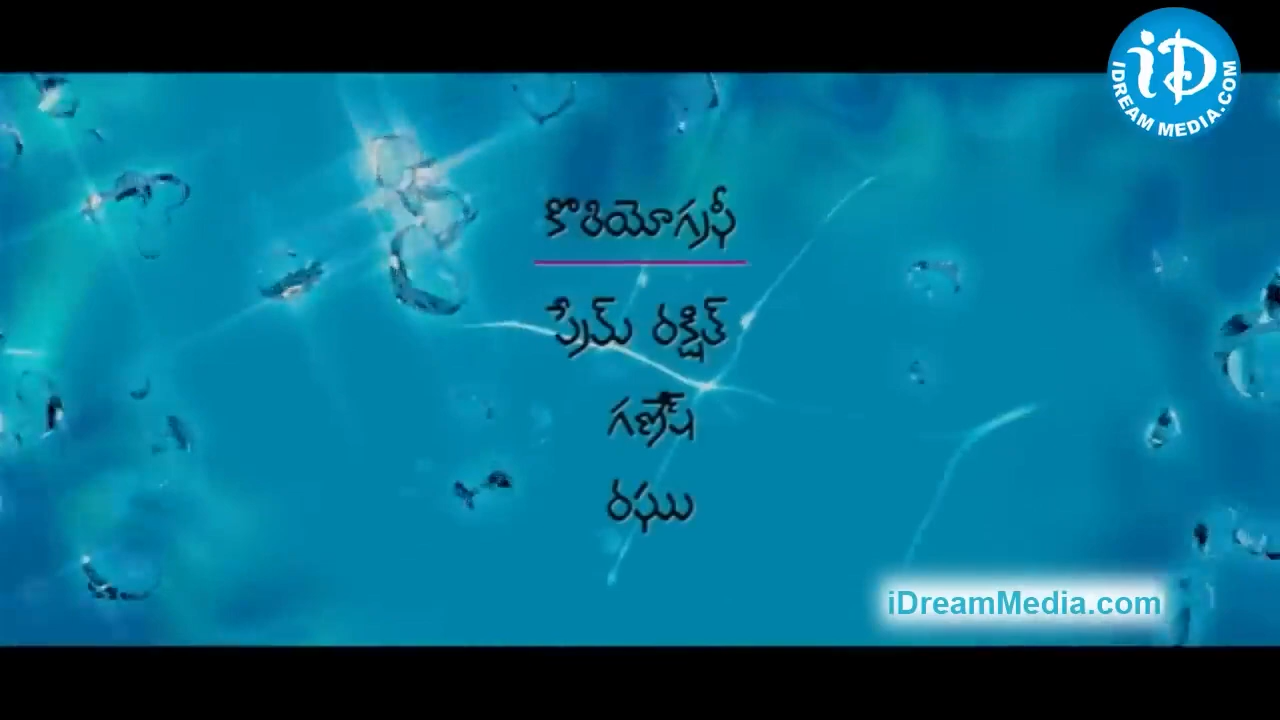 iD
IDREAM MEDIA.COM
కొరియోగ్రఫీ
ప్రేమ్ రక్షిత్
గణేష్
రఘు
iDreamMedia.com